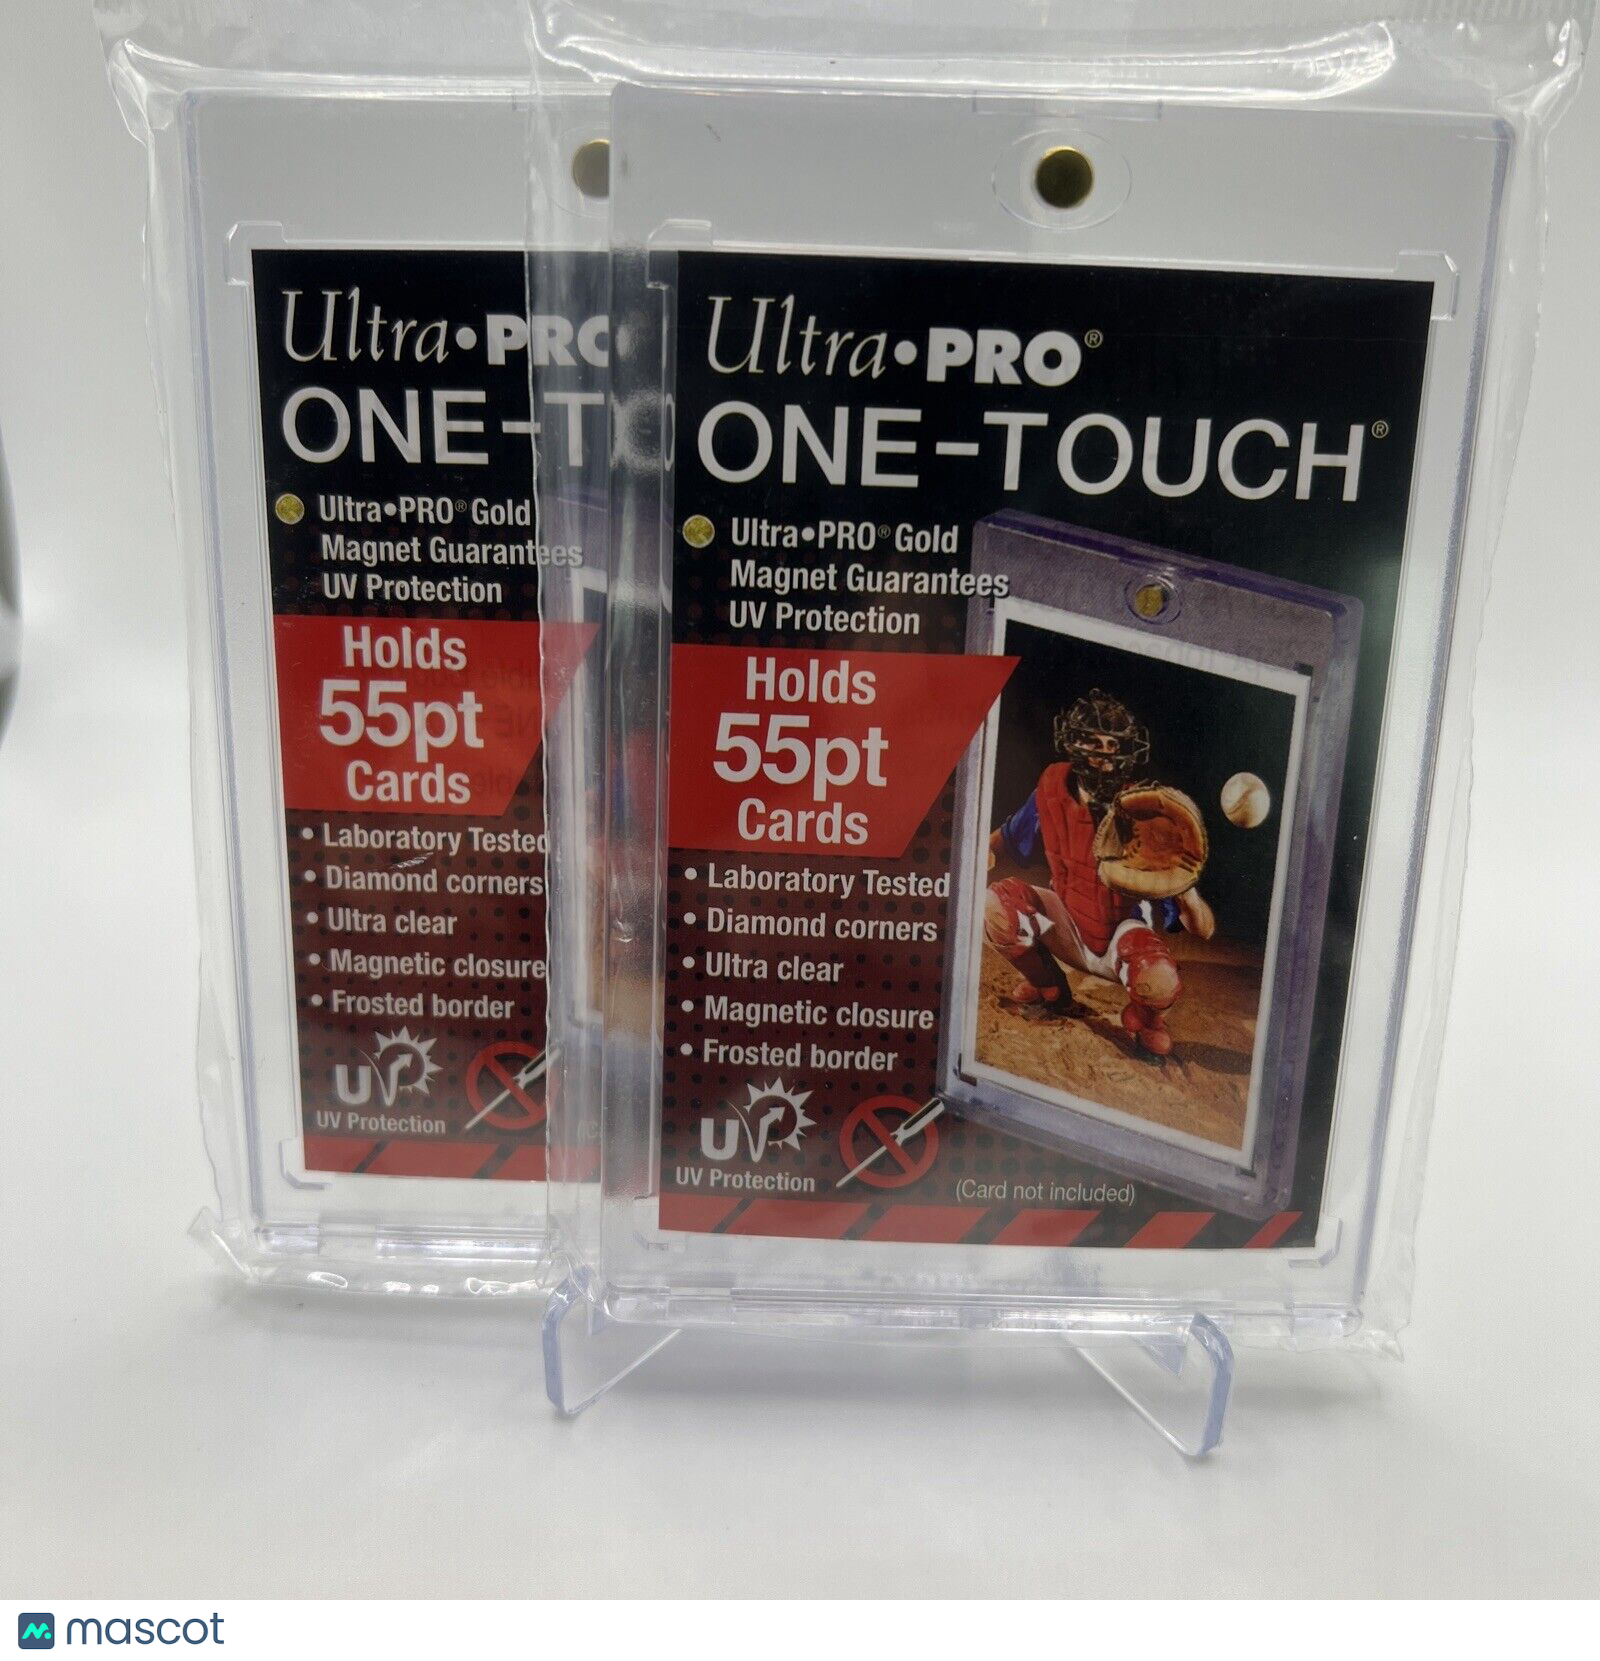 Ultra•PRO
ONE-T
Ultra•PRO® Gold
Magnet Guarantees
UV Protection
Holds
55pt
Cards
• Laboratory Tested
• Diamond corners
• Ultra clear
• Magnetic closure
• Frosted border
UV
UV Protection
Ultra•PRO®
ONE-TOUCH®
Ultra•PRO® Gold
Magnet Guarantees
UV Protection
Holds
55pt
Cards
• Laboratory Tested
• Diamond corners
• Ultra clear
• Magnetic closure
• Frosted border
UV
UV Protection
(Card not included)
mascot